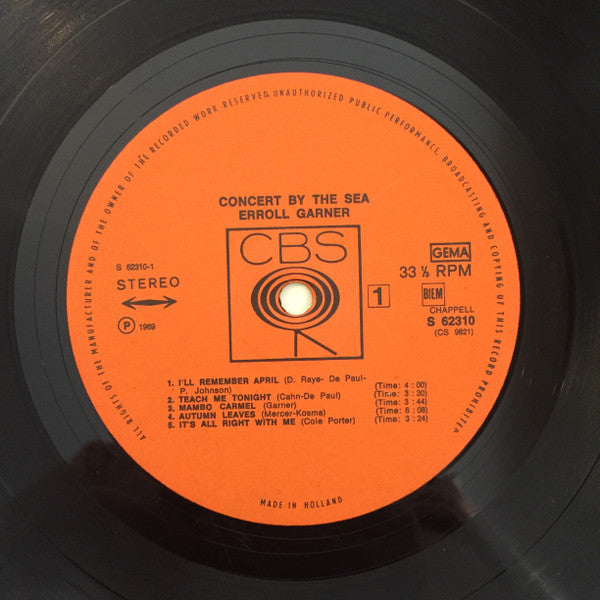 ALL RIGHTS OF THE MANUFACTURER AND OF THE OWNER OF THE RECORDED WORK RESERVED. UNAUTHORIZED PUBLIC PERFORMANCE, BROADCASTING AND COPYING OF THIS RECORD PROHIBITED
CONCERT BY THE SEA
ERROLL GARNER
CBS
S 62310-1
STEREO
P 1969
1
GEMA
33 ⅓ RPM
BIEM
CHAPPELL
S 62310
(CS 9821)
1. I'LL REMEMBER APRIL (D. Raye- De Paul- (Time: 4:00)
P. Johnson)
2. TEACH ME TONIGHT (Cahn-De Paul) (Time: 3:30)
3. MAMBO CARMEL (Garner) (Time: 3:44)
4. AUTUMN LEAVES (Mercer-Kosma) (Time: 6:08)
5. IT'S ALL RIGHT WITH ME (Cole Porter) (Time: 3:24)
MADE IN HOLLAND